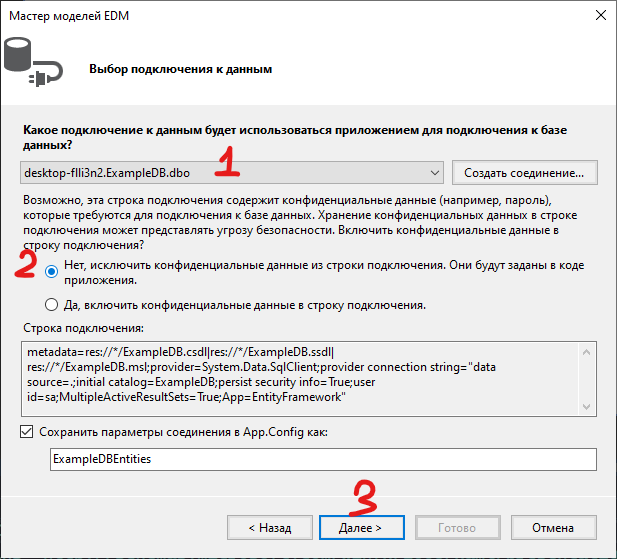 Мастер моделей EDM
Выбор подключения к данным
Какое подключение к данным будет использоваться приложением для подключения к базе
данных?
1
desktop-flli3n2.ExampleDB.dbo
Создать соединение...
Возможно, эта строка подключения содержит конфиденциальные данные (например, пароль),
которые требуются для подключения к базе данных. Хранение конфиденциальных данных в строке
подключения может представлять угрозу безопасности. Включить конфиденциальные данные в
строку подключения?
2
Нет, исключить конфиденциальные данные из строки подключения. Они будут заданы в коде
приложения.
Да, включить конфиденциальные данные в строку подключения.
Строка подключения:
metadata=res://*/ExampleDB.csdl|res://*/ExampleDB.ssdl|
res://*/ExampleDB.msl;provider=System.Data.SqlClient;provider connection string="data
source=.;initial catalog=ExampleDB;persist security info=True;user
id=sa;MultipleActiveResultSets=True;App=EntityFramework"
Сохранить параметры соединения в App.Config как:
ExampleDBEntities
3
< Назад
Далее >
Готово
Отмена